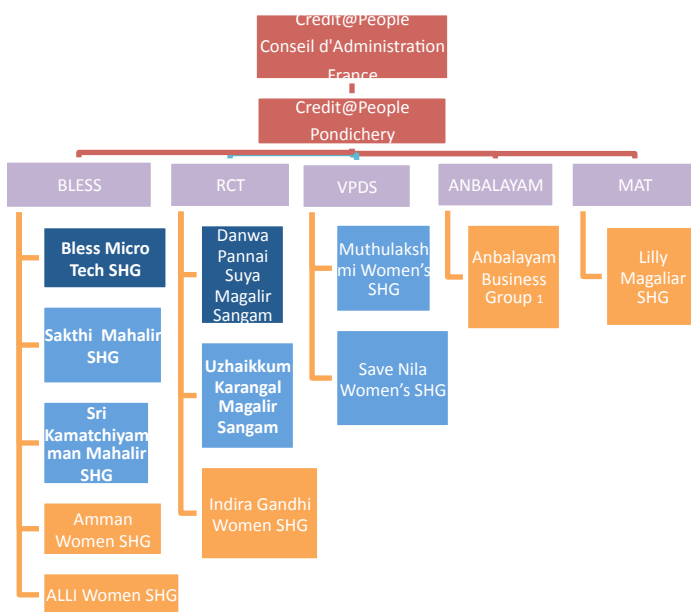 Credit@People
Conseil d'Administration
France
Credit@People
Pondichery
BLESS
RCT
VPDS
ANBALAYAM
MAT
Bless Micro
Tech SHG
Sakthi Mahalir
SHG
Sri
Kamatchiyam
man Mahalir
SHG
Amman
Women SHG
ALLI Women SHG
Danwa
Pannai
Suya
Magalir
Sangam
Uzhaikkum
Karangal
Magalir
Sangam
Indira Gandhi
Women SHG
Muthulaksh
mi Women's
SHG
Save Nila
Women's SHG
Anbalayam
Business
Group 1
Lilly
Magaliar
SHG